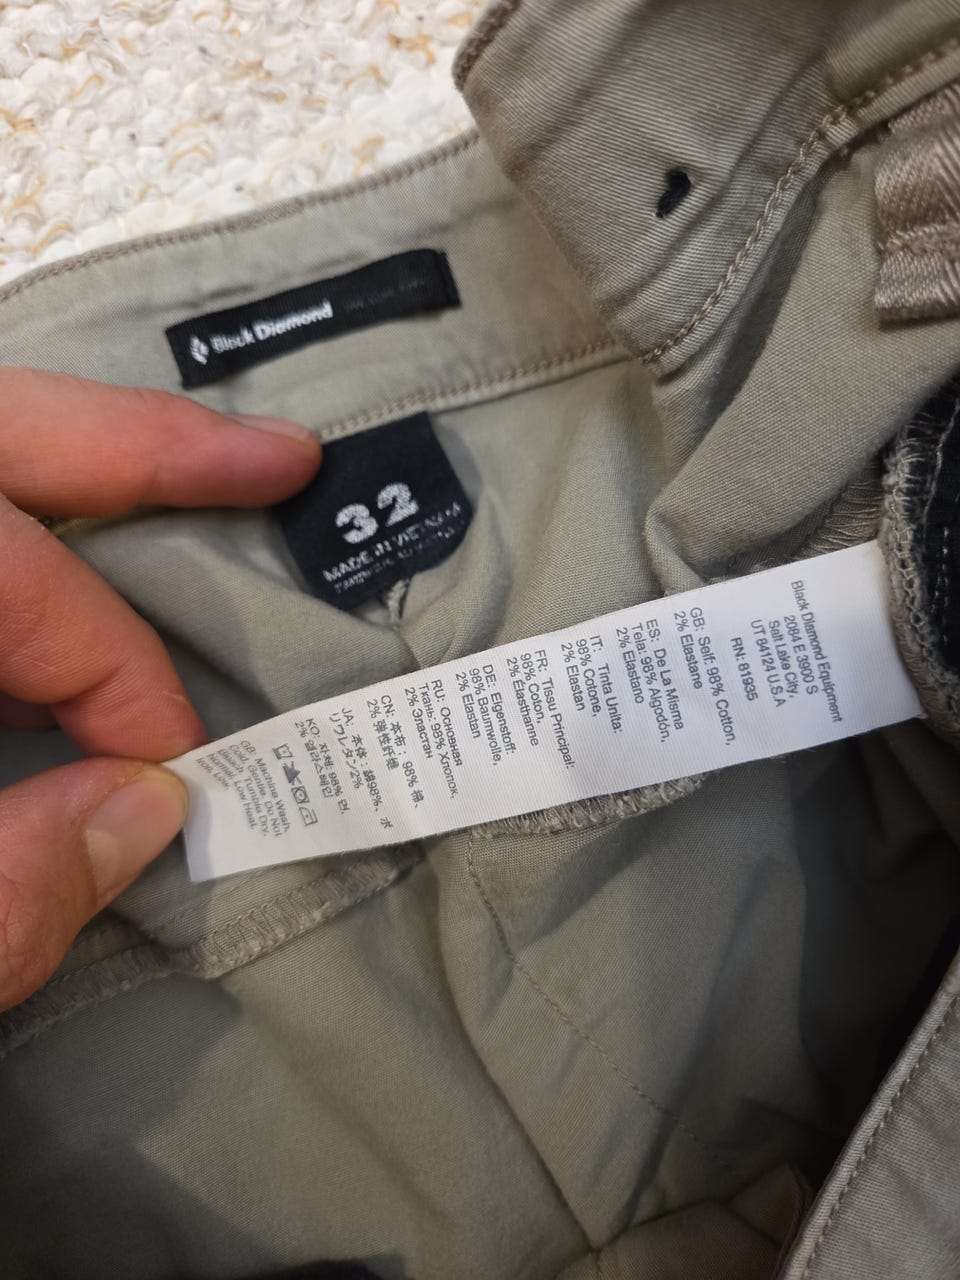 Black Diamond
32
MADE IN VIETNAM
Black Diamond Equipment
2084 E 3900 S
Salt Lake City,
UT 84124 U.S.A
RN: 81935
GB: Self: 98% Cotton,
2% Elastane
ES: De La Misma
Tela: 98% Algodón,
2% Elastano
IT: Tinta Unita:
98% Cotone,
2% Elastan
FR: Tissu Principal:
98% Coton,
2% Elasthanne
DE: Eigenstoff:
98% Baumwolle,
2% Elastan
RU: Основная
Ткань: 98% Хлопок,
2% Эластан
CN: 本布: 98% 棉、
2% 弹性纤维
JA: 本体: 綿98%、ポ
リウレタン2%
KO: 자체: 98% 면,
2% 엘라스테인
GB: Machine Wash,
Cold, Gentle. Do Not
Bleach. Tumble Dry,
Normal, Low Heat.
Iron, Low.